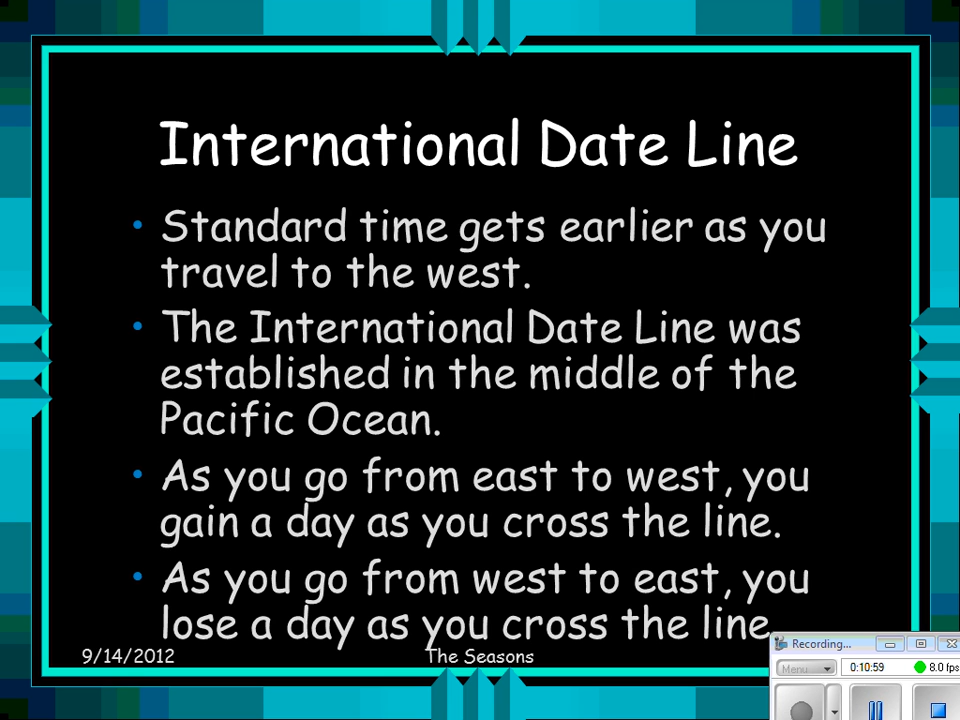 International Date Line
• Standard time gets earlier as you
travel to the west.
• The International Date Line was
established in the middle of the
Pacific Ocean.
• As you go from east to west, you
gain a day as you cross the line.
• As you go from west to east, you
lose a day as you cross the line
9/14/2012
The Seasons
Recording...
Menu
0:10:59
8.0 fps